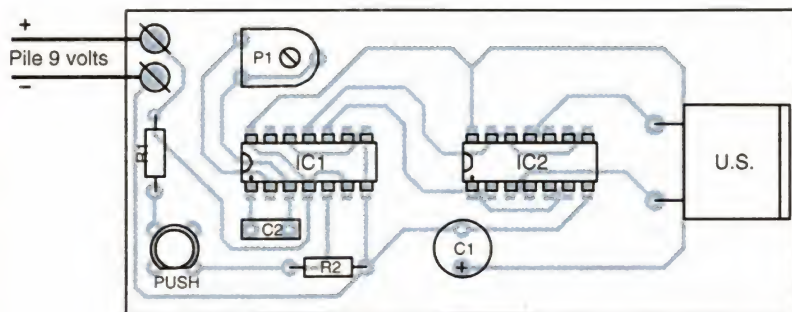 +
Pile 9 volts
–
P1
R1
IC1
IC2
U.S.
C2
C1
+
R2
PUSH